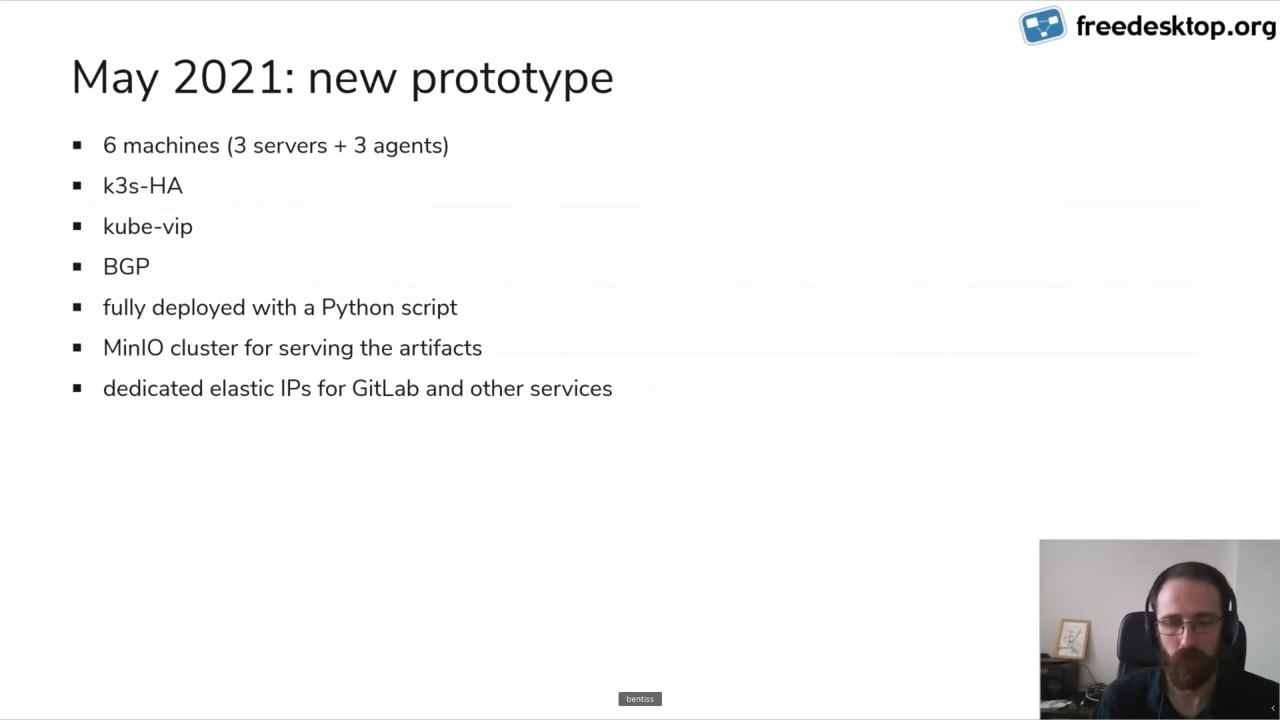 freedesktop.org
May 2021: new prototype
6 machines (3 servers + 3 agents)
k3s-HA
kube-vip
BGP
fully deployed with a Python script
MinIO cluster for serving the artifacts
dedicated elastic IPs for GitLab and other services
bentiss